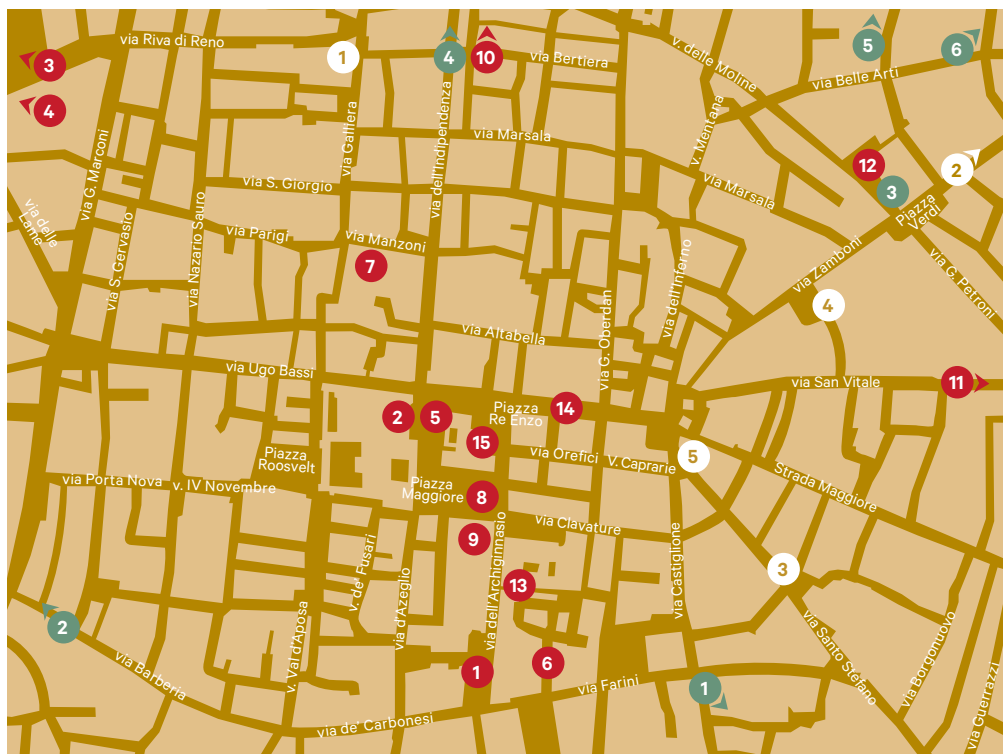 via Riva di Reno
1
4
10
via Bertiera
v. delle Moline
5
6
via Belle Arti
3
4
via G. Marconi
via Galliera
via dell'Indipendenza
via Marsala
v. Mentana
12
2
3
Piazza
Verdi
via S. Giorgio
via Marsala
via delle
Lame
via S. Gervasio
via Nazario Sauro
via Parigi
via Manzoni
7
via dell'Inferno
via Zamboni
via G. Petroni
4
via Altabella
via G. Oberdan
via Ugo Bassi
via San Vitale
11
2
5
Piazza
Re Enzo
14
15
via Orefici
V. Caprarie
5
Piazza
Roosvelt
Strada Maggiore
via Porta Nova
v. IV Novembre
Piazza
Maggiore
8
via Clavature
9
v. de' Fusari
via d'Azeglio
via dell'Archiginnasio
13
via Castiglione
3
2
v. Val d'Aposa
via Barberia
1
6
via Farini
1
via Santo Stefano
via Borgonuovo
via Guerrazzi
via de' Carbonesi